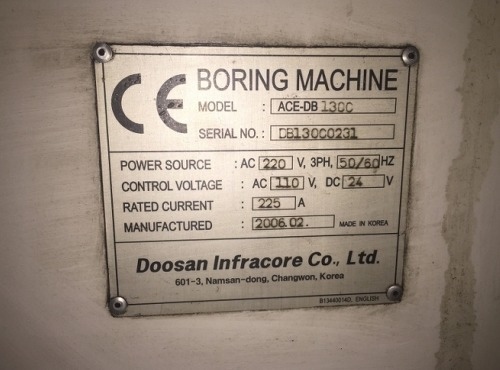 CE BORING MACHINE
MODEL : ACE-DB 130C
SERIAL NO. : DB130C0231
POWER SOURCE : AC 220 V, 3PH, 50/60 HZ
CONTROL VOLTAGE : AC 110 V, DC 24 V
RATED CURRENT : 225 A
MANUFACTURED : 2006.02. MADE IN KOREA
Doosan Infracore Co., Ltd.
601-3, Namsan-dong, Changwon, Korea
B13440014D, ENGLISH